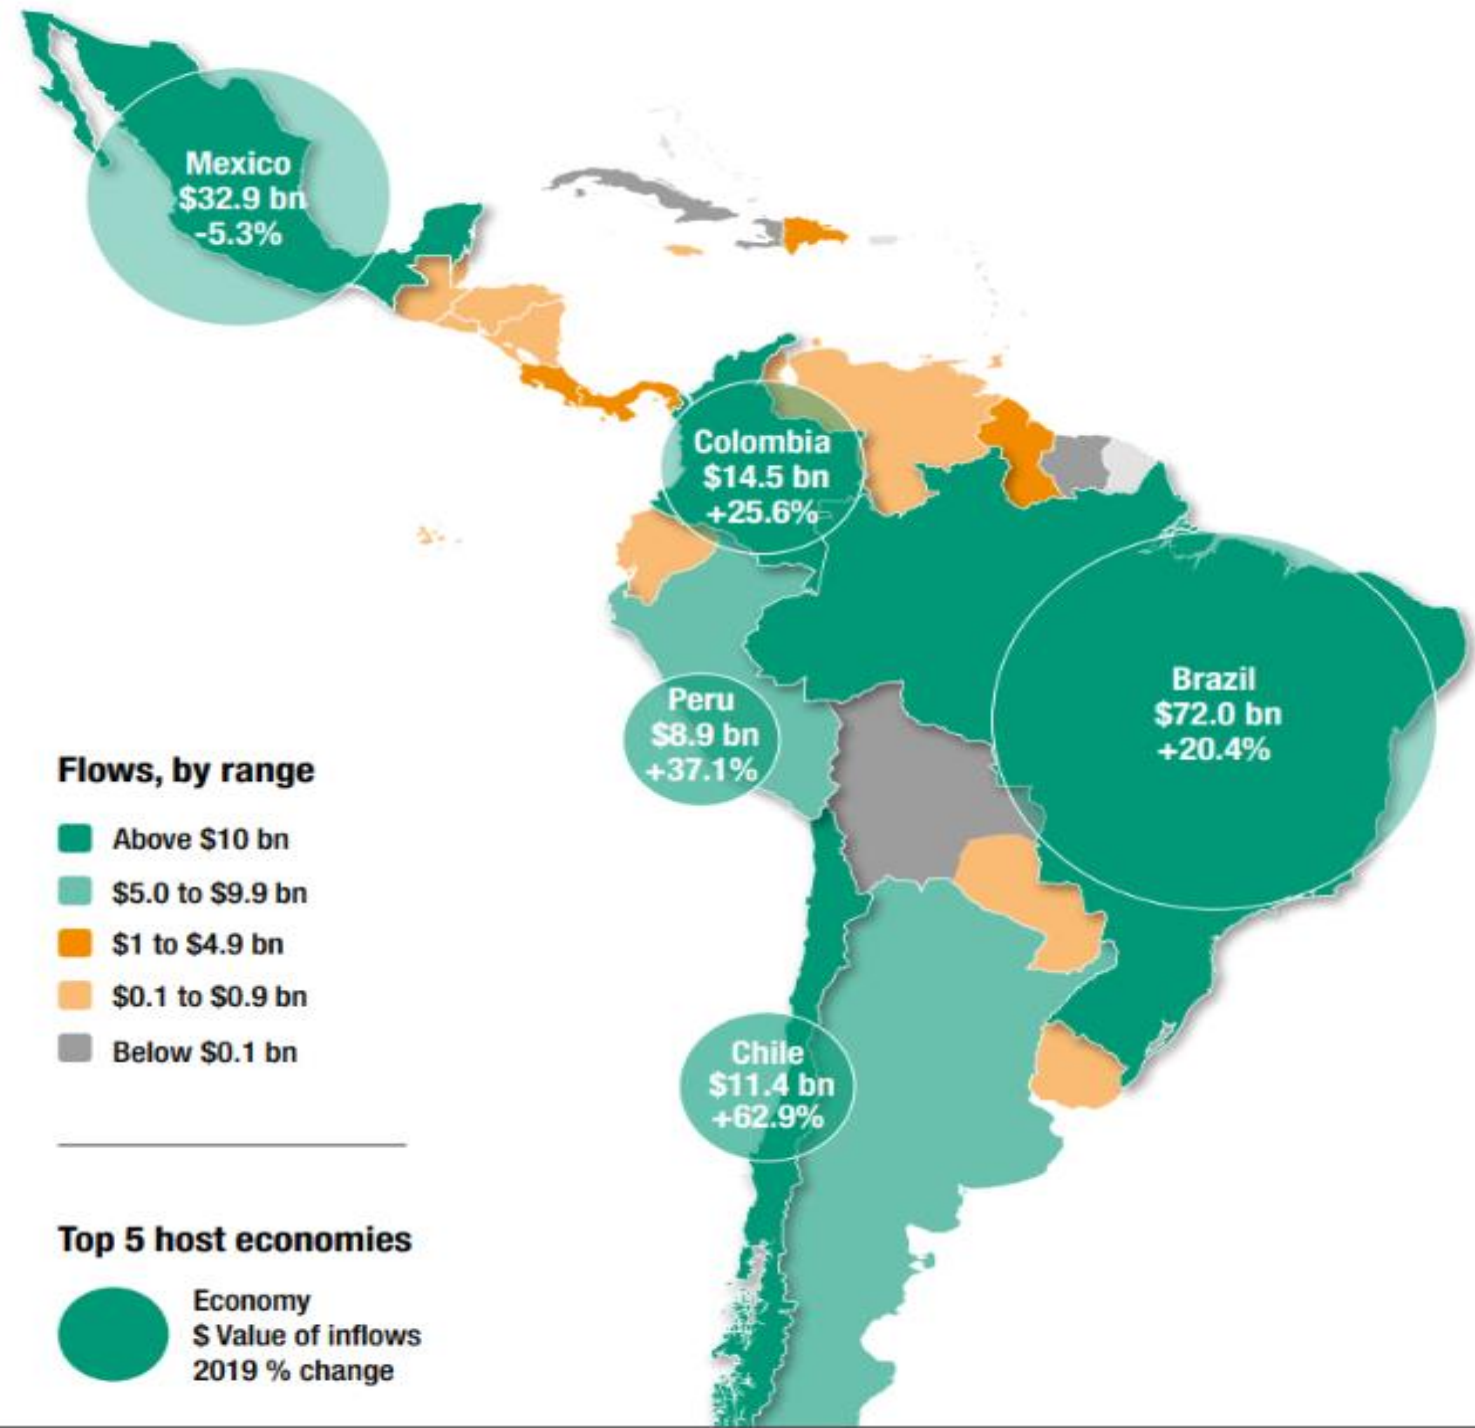 Mexico
$32.9 bn
-5.3%
Colombia
$14.5 bn
+25.6%
Brazil
$72.0 bn
+20.4%
Peru
$8.9 bn
+37.1%
Chile
$11.4 bn
+62.9%
Flows, by range
Above $10 bn
$5.0 to $9.9 bn
$1 to $4.9 bn
$0.1 to $0.9 bn
Below $0.1 bn
Top 5 host economies
Economy
$ Value of inflows
2019 % change